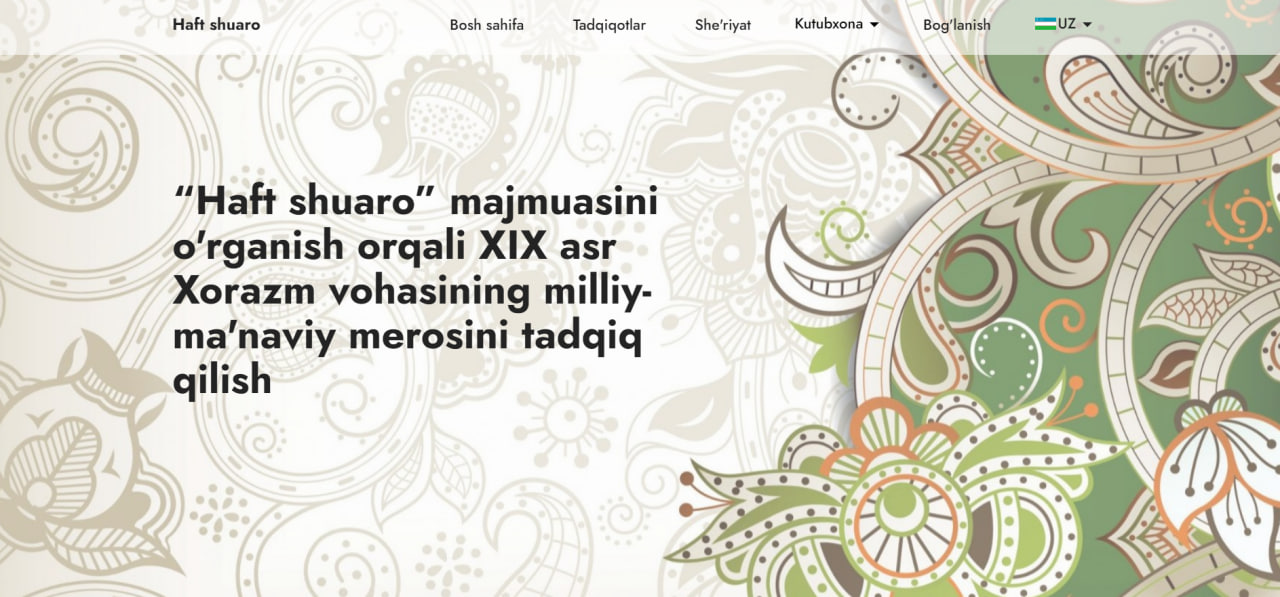 Haft shuaro
Bosh sahifa
Tadqiqotlar
She'riyat
Kutubxona
Bog'lanish
UZ
“Haft shuaro” majmuasini
o'rganish orqali XIX asr
Xorazm vohasining milliy-
ma'naviy merosini tadqiq
qilish